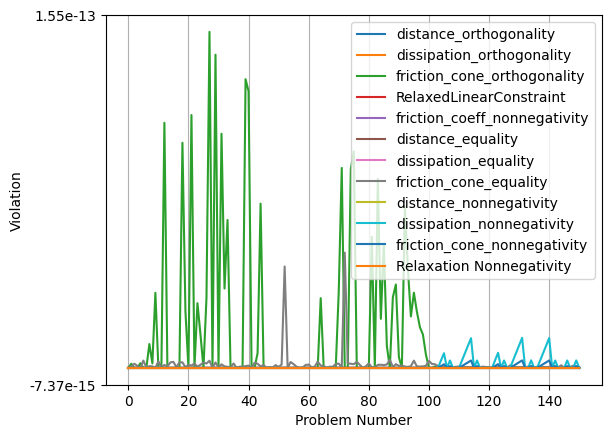 1.55e-13
distance_orthogonality
dissipation_orthogonality
friction_cone_orthogonality
RelaxedLinearConstraint
friction_coeff_nonnegativity
distance_equality
dissipation_equality
friction_cone_equality
distance_nonnegativity
dissipation_nonnegativity
friction_cone_nonnegativity
Relaxation Nonnegativity
Violation
-7.37e-15
0 20 40 60 80 100 120 140
Problem Number